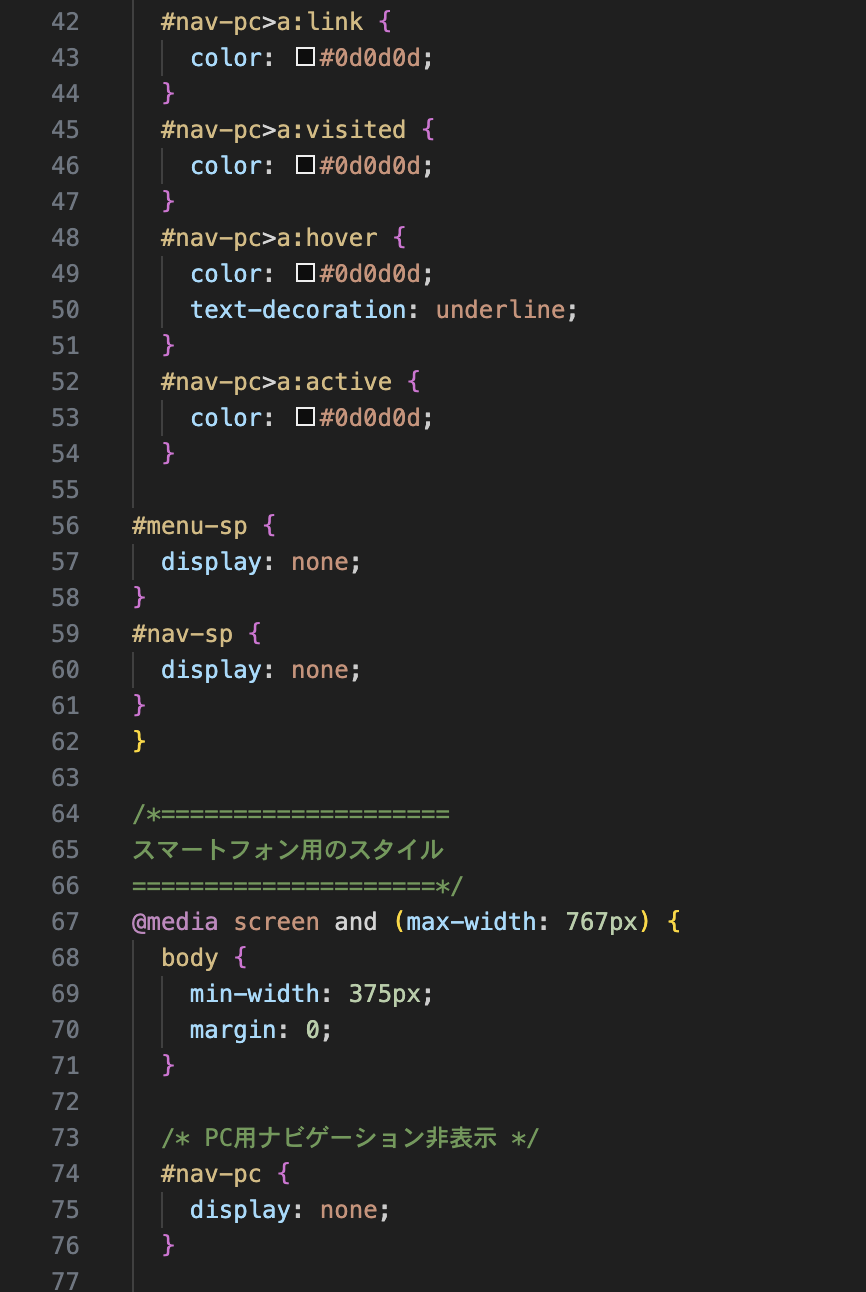 42 #nav-pc>a:link {
43 color: #0d0d0d;
44 }
45 #nav-pc>a:visited {
46 color: #0d0d0d;
47 }
48 #nav-pc>a:hover {
49 color: #0d0d0d;
50 text-decoration: underline;
51 }
52 #nav-pc>a:active {
53 color: #0d0d0d;
54 }
55
56 #menu-sp {
57 display: none;
58 }
59 #nav-sp {
60 display: none;
61 }
62 }
63
64 /*====================
65 スマートフォン用のスタイル
66 =====================*/
67 @media screen and (max-width: 767px) {
68 body {
69 min-width: 375px;
70 margin: 0;
71 }
72
73 /* PC用ナビゲーション非表示 */
74 #nav-pc {
75 display: none;
76 }
77